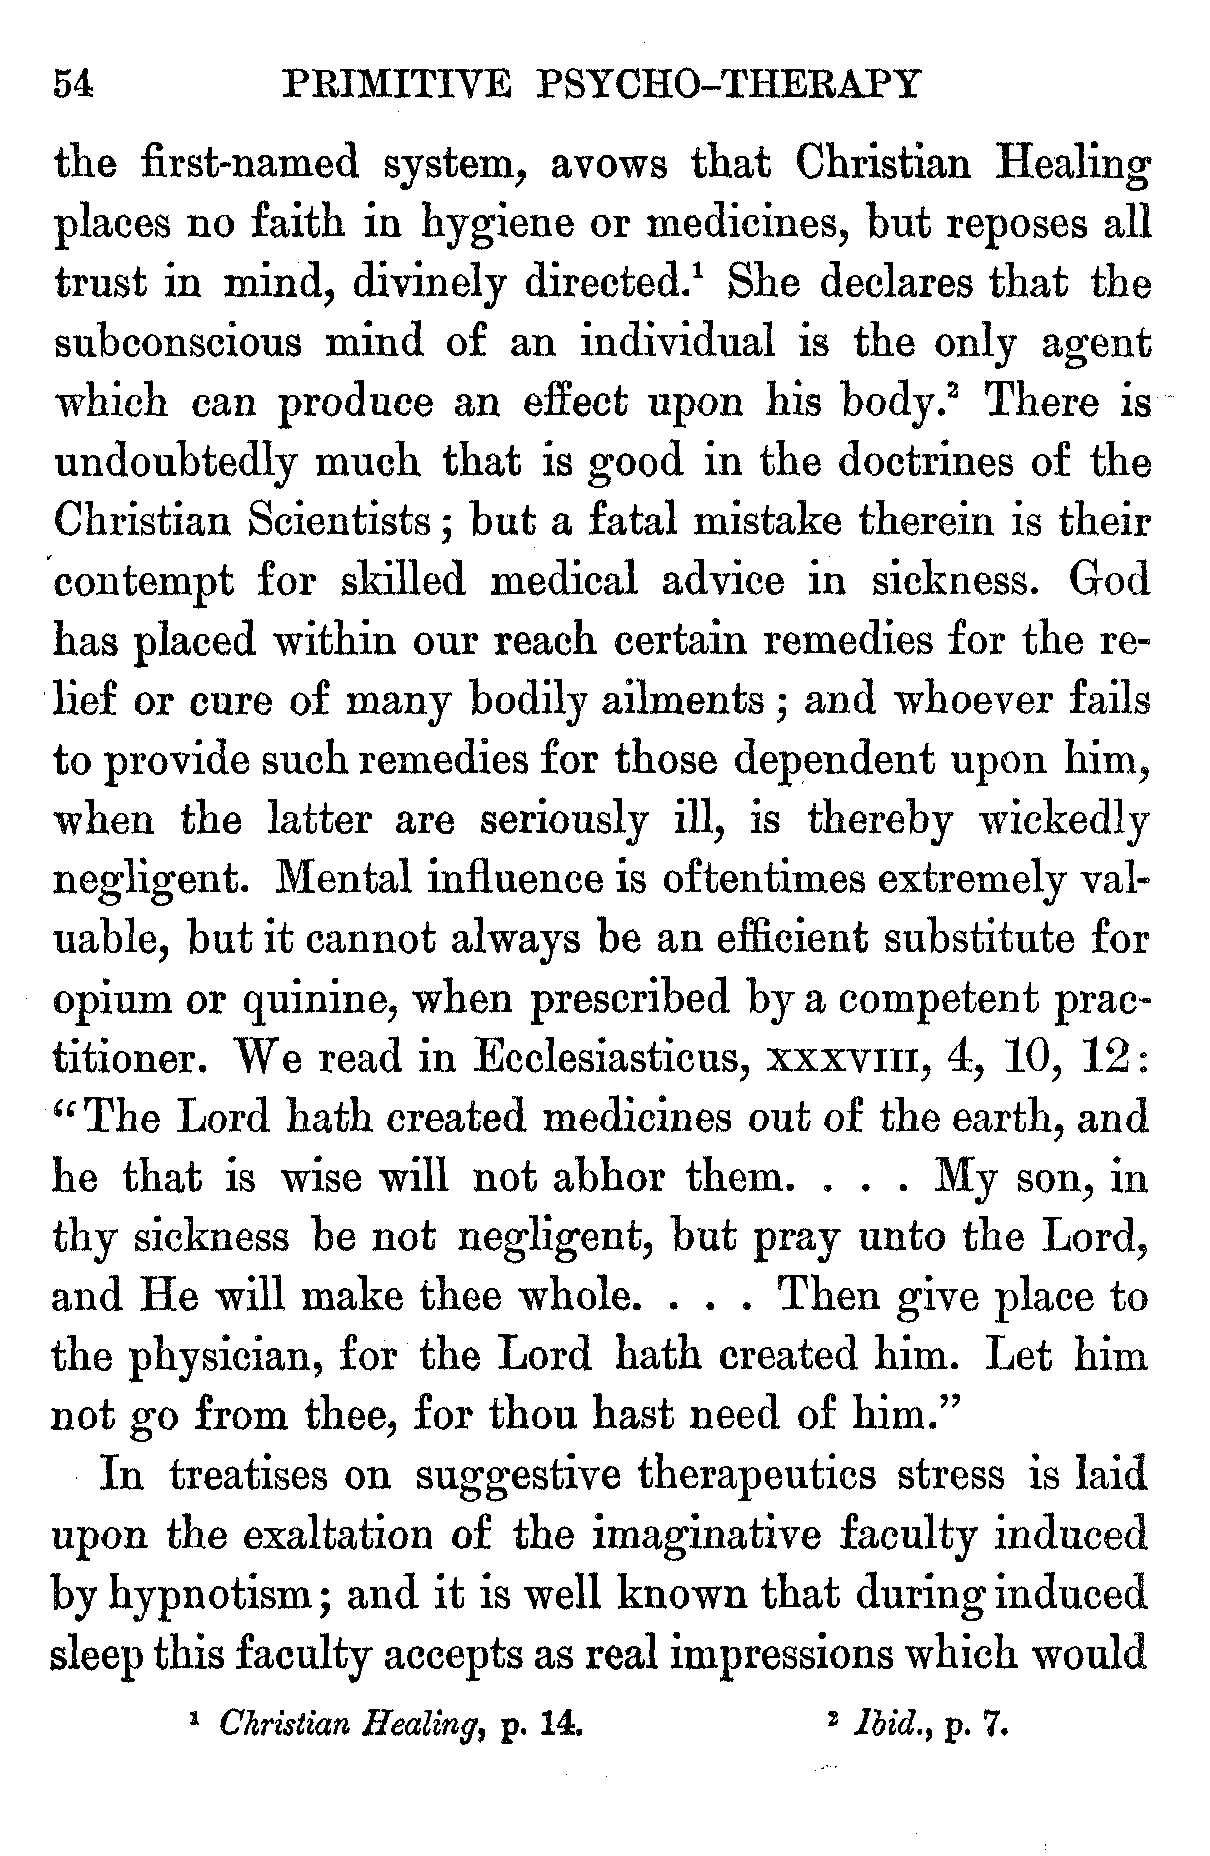 54 PRIMITIVE PSYCHO-THERAPY
the first-named system, avows that Christian Healing
places no faith in hygiene or medicines, but reposes all
trust in mind, divinely directed.¹ She declares that the
subconscious mind of an individual is the only agent
which can produce an effect upon his body.² There is
undoubtedly much that is good in the doctrines of the
Christian Scientists; but a fatal mistake therein is their
contempt for skilled medical advice in sickness. God
has placed within our reach certain remedies for the re-
lief or cure of many bodily ailments; and whoever fails
to provide such remedies for those dependent upon him,
when the latter are seriously ill, is thereby wickedly
negligent. Mental influence is oftentimes extremely val-
uable, but it cannot always be an efficient substitute for
opium or quinine, when prescribed by a competent prac-
titioner. We read in Ecclesiasticus, XXXVIII, 4, 10, 12:
“The Lord hath created medicines out of the earth, and
he that is wise will not abhor them. . . . My son, in
thy sickness be not negligent, but pray unto the Lord,
and He will make thee whole. . . . Then give place to
the physician, for the Lord hath created him. Let him
not go from thee, for thou hast need of him.”
In treatises on suggestive therapeutics stress is laid
upon the exaltation of the imaginative faculty induced
by hypnotism; and it is well known that during induced
sleep this faculty accepts as real impressions which would
¹ Christian Healing, p. 14. ² Ibid., p. 7.